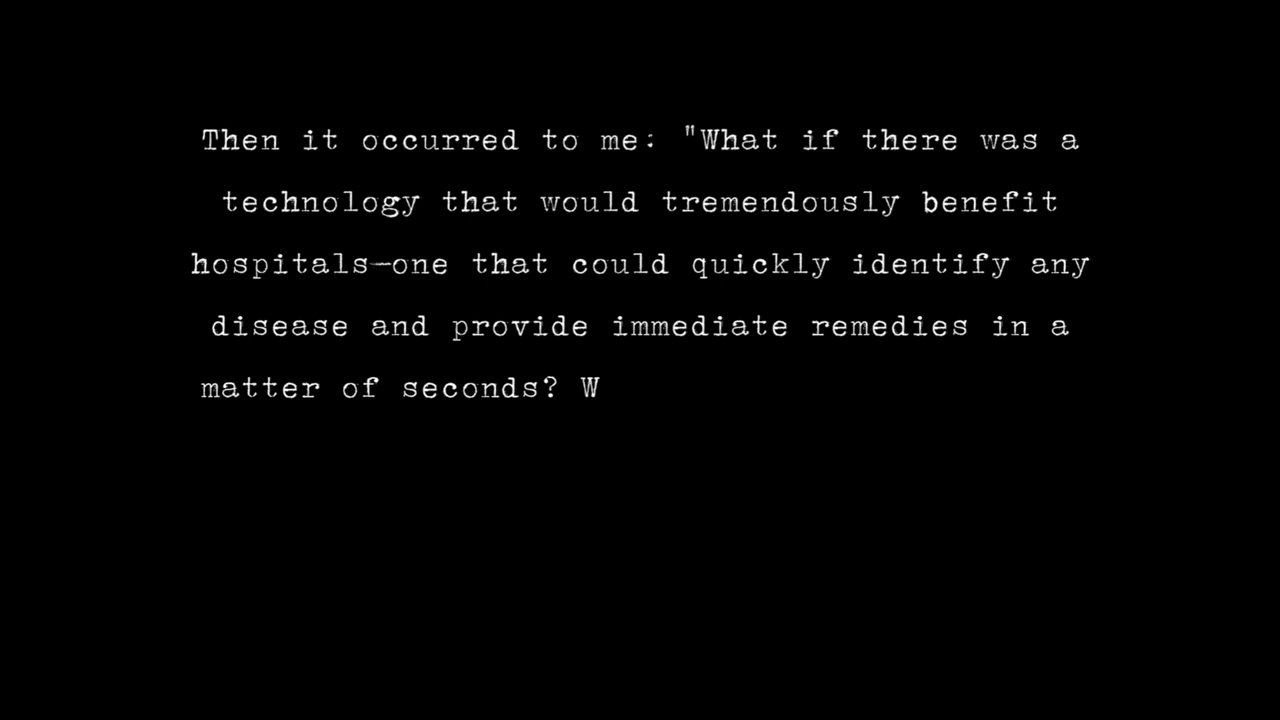 Then it occurred to me: "What if there was a
technology that would tremendously benefit
hospitals—one that could quickly identify any
disease and provide immediate remedies in a
matter of seconds? W